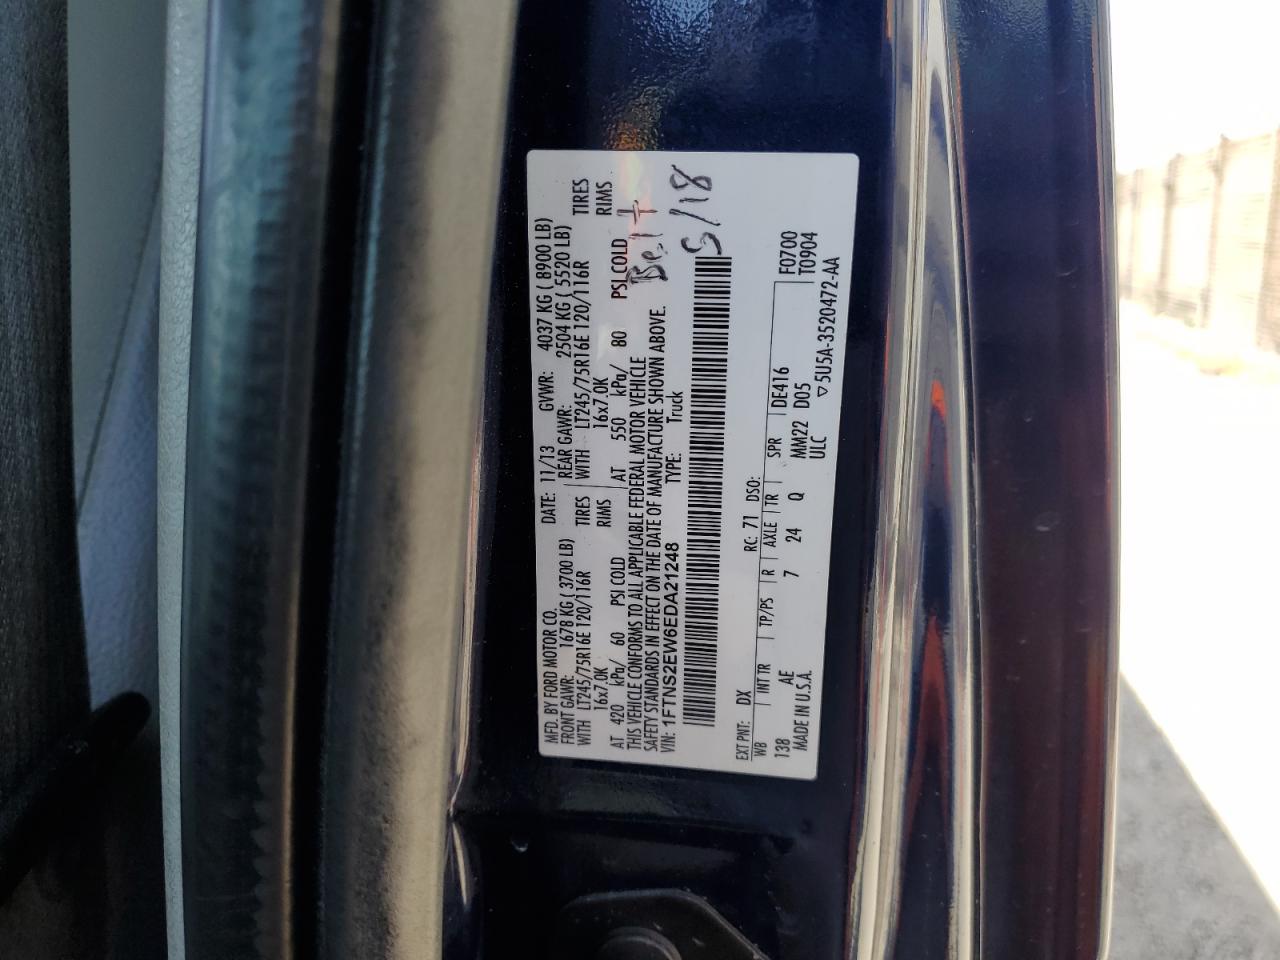 MFD. BY FORD MOTOR CO. DATE: 11/13 GVWR: 4037 KG ( 8900 LB)
FRONT GAWR: 1678 KG ( 3700 LB) REAR GAWR: 2504 KG ( 5520 LB)
WITH LT245/75R16E 120/116R TIRES WITH LT245/75R16E 120/116R TIRES
16x7.0K RIMS 16x7.0K RIMS
AT 420 kPa/ 60 PSI COLD AT 550 kPa/ 80 PSI COLD
THIS VEHICLE CONFORMS TO ALL APPLICABLE FEDERAL MOTOR VEHICLE
SAFETY STANDARDS IN EFFECT ON THE DATE OF MANUFACTURE SHOWN ABOVE.
VIN: 1FTNS2EW6EDA21248 TYPE: Truck
Belt
5/18
EXT PNT: DX RC: 71 DSO:
WB INT TR TP/PS R AXLE TR SPR DE416 F0700
138 AE 7 24 Q MM22 D05 T0904
MADE IN U.S.A. ULC ▽5U5A-3520472-AA